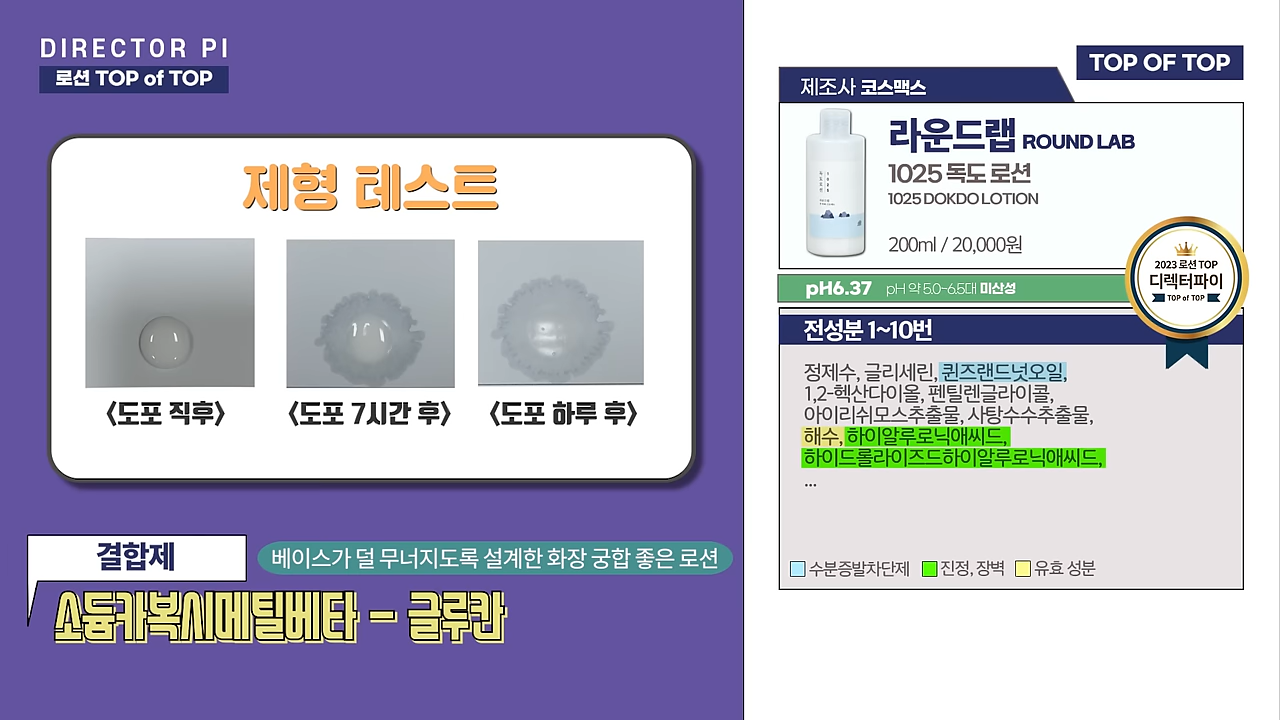 DIRECTOR PI
로션 TOP of TOP
제형 테스트
<도포 직후>
<도포 7시간 후>
<도포 하루 후>
결합제
베이스가 덜 무너지도록 설계한 화장 궁합 좋은 로션
소듐카복시메틸베타 - 글루칸
TOP OF TOP
제조사 코스맥스
라운드랩 ROUND LAB
1025 독도 로션
1025 DOKDO LOTION
200ml / 20,000원
2023 로션 TOP
디렉터파이
TOP of TOP
pH6.37 pH 약 5.0~6.5대 미산성
전성분 1~10번
정제수, 글리세린, 퀸즈랜드넛오일,
1,2-헥산다이올, 펜틸렌글라이콜,
아이리쉬모스추출물, 사탕수수추출물,
해수, 하이알루로닉애씨드,
하이드롤라이즈드하이알루로닉애씨드,
...
수분증발차단제 진정, 장벽 유효 성분